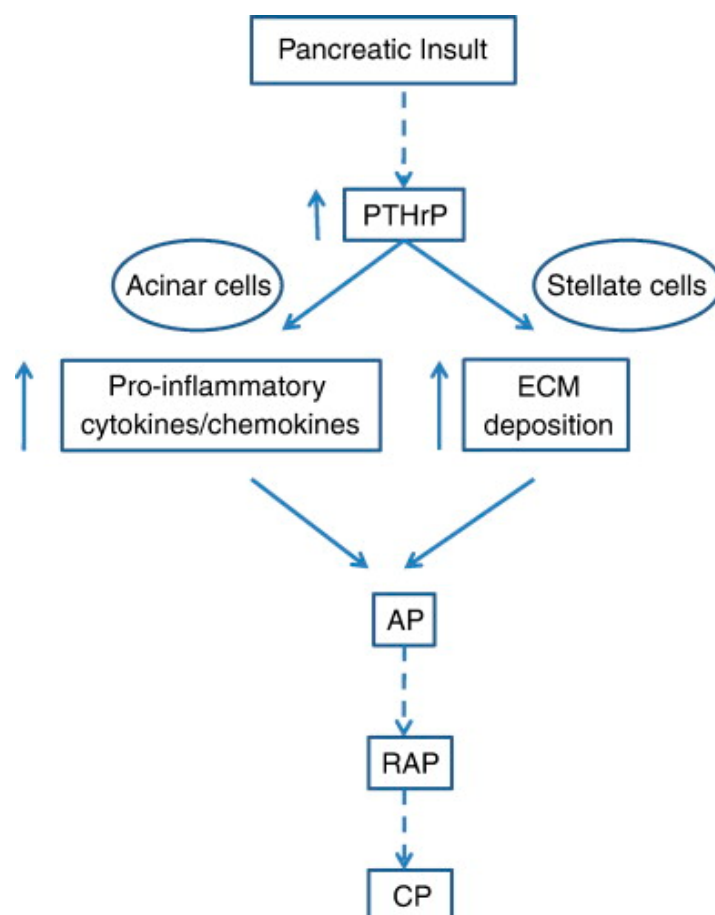 Pancreatic Insult
PTHrP
Acinar cells
Stellate cells
Pro-inflammatory
cytokines/chemokines
ECM
deposition
AP
RAP
CP